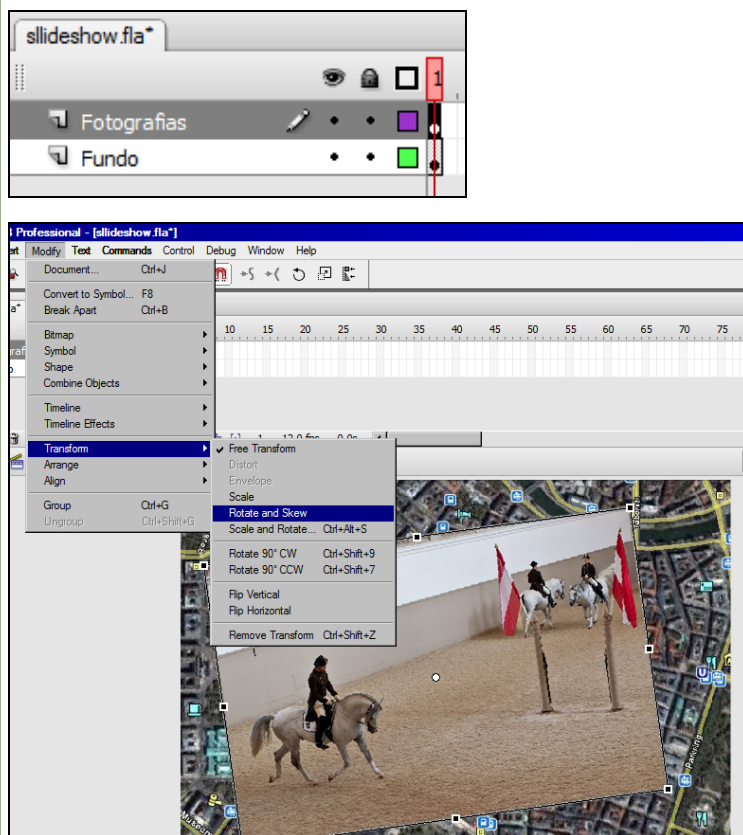 sllideshow.fla*
1
Fotografias
Fundo
Professional - [sllideshow.fla*]
Modify Text Commands Control Debug Window Help
Document... Ctrl+J
Convert to Symbol... F8
Break Apart Ctrl+B
10 15 20 25 30 35 40 45 50 55 60 65 70 75
Bitmap
Symbol
Shape
Combine Objects
Timeline
Timeline Effects
1 12.0 fps 0.0s
Transform
Arrange
Align
Group Ctrl+G
Ungroup Ctrl+Shift+G
Free Transform
Distort
Envelope
Scale
Rotate and Skew
Scale and Rotate... Ctrl+Alt+S
Rotate 90° CW Ctrl+Shift+9
Rotate 90° CCW Ctrl+Shift+7
Flip Vertical
Flip Horizontal
Remove Transform Ctrl+Shift+Z
Parkring